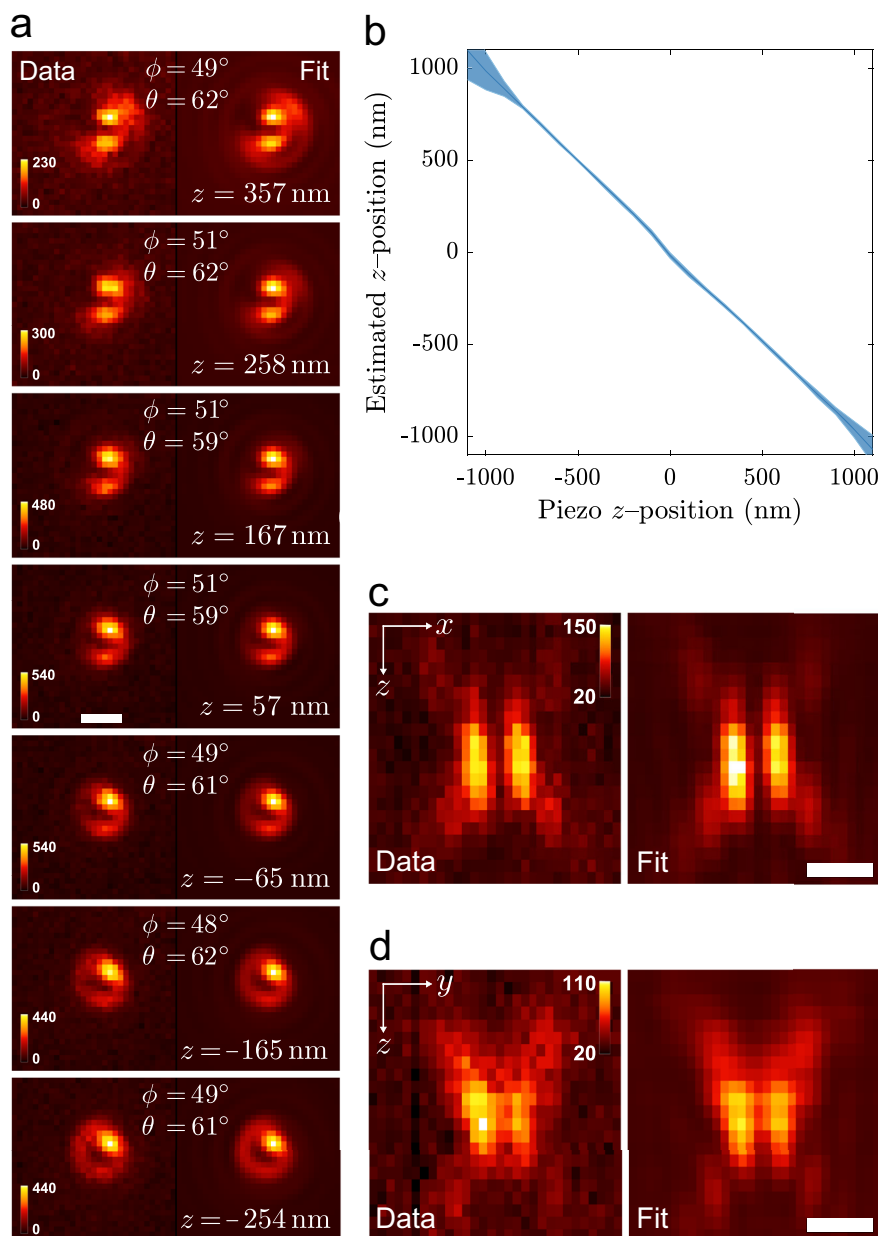 a
Data
ϕ = 49°
θ = 62°
Fit
230
0
z = 357 nm
ϕ = 51°
θ = 62°
300
0
z = 258 nm
ϕ = 51°
θ = 59°
480
0
z = 167 nm
ϕ = 51°
θ = 59°
540
0
z = 57 nm
ϕ = 49°
θ = 61°
540
0
z = −65 nm
ϕ = 48°
θ = 62°
440
0
z = −165 nm
ϕ = 49°
θ = 61°
440
0
z = −254 nm
b
Estimated z–position (nm)
1000
500
0
-500
-1000
-1000
-500
0
500
1000
Piezo z–position (nm)
c
x
z
150
20
Data
Fit
d
y
z
110
20
Data
Fit